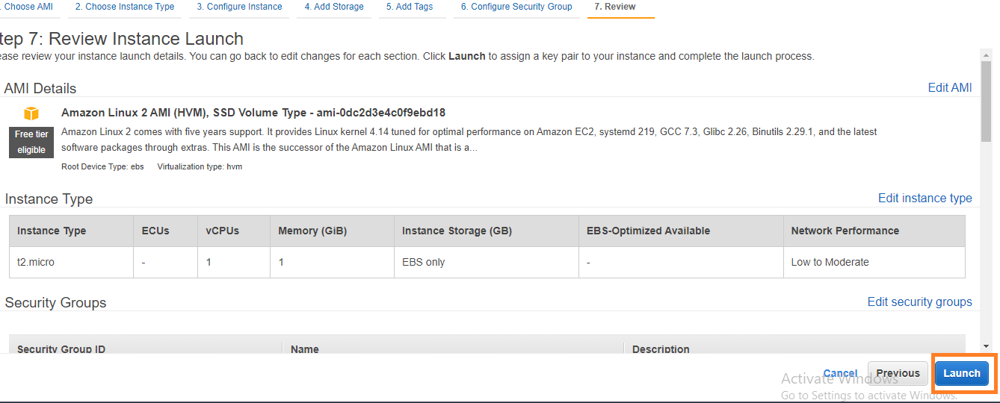 . Choose AMI 2. Choose Instance Type 3. Configure Instance 4. Add Storage 5. Add Tags 6. Configure Security Group 7. Review
tep 7: Review Instance Launch
ease review your instance launch details. You can go back to edit changes for each section. Click Launch to assign a key pair to your instance and complete the launch process.
AMI Details Edit AMI
Amazon Linux 2 AMI (HVM), SSD Volume Type - ami-0dc2d3e4c0f9ebd18
Free tier
eligible
Amazon Linux 2 comes with five years support. It provides Linux kernel 4.14 tuned for optimal performance on Amazon EC2, systemd 219, GCC 7.3, Glibc 2.26, Binutils 2.29.1, and the latest
software packages through extras. This AMI is the successor of the Amazon Linux AMI that is a...
Root Device Type: ebs Virtualization type: hvm
Instance Type Edit instance type
Instance Type ECUs vCPUs Memory (GiB) Instance Storage (GB) EBS-Optimized Available Network Performance
t2.micro - 1 1 EBS only - Low to Moderate
Security Groups Edit security groups
Security Group ID Name Description
Cancel Previous Launch
Activate Windows
Go to Settings to activate Windows.